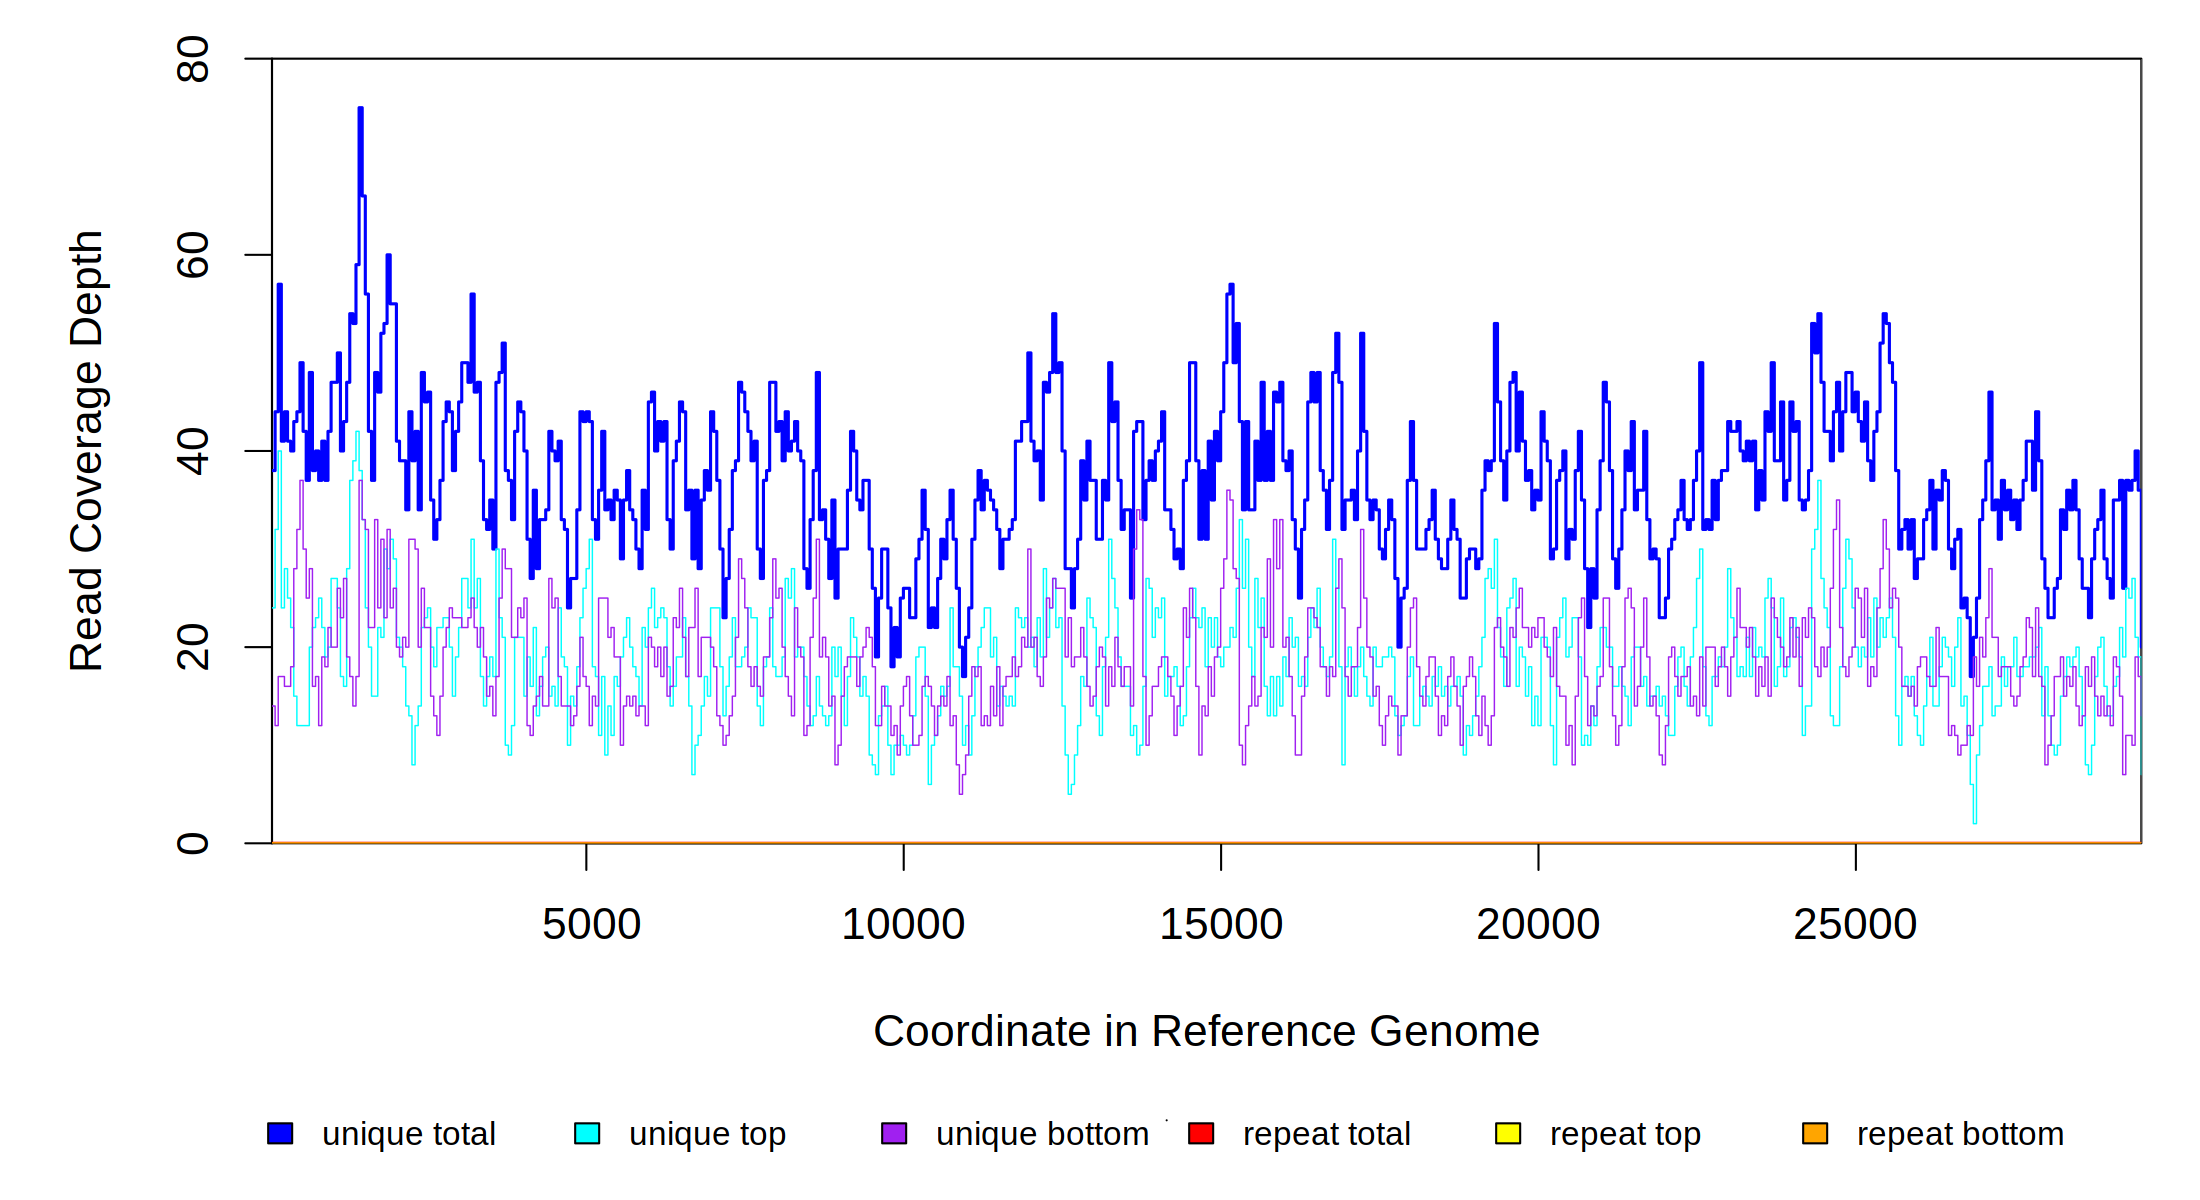 80
60
40
20
0
Read Coverage Depth
5000 10000 15000 20000 25000
Coordinate in Reference Genome
unique total unique top unique bottom repeat total repeat top repeat bottom